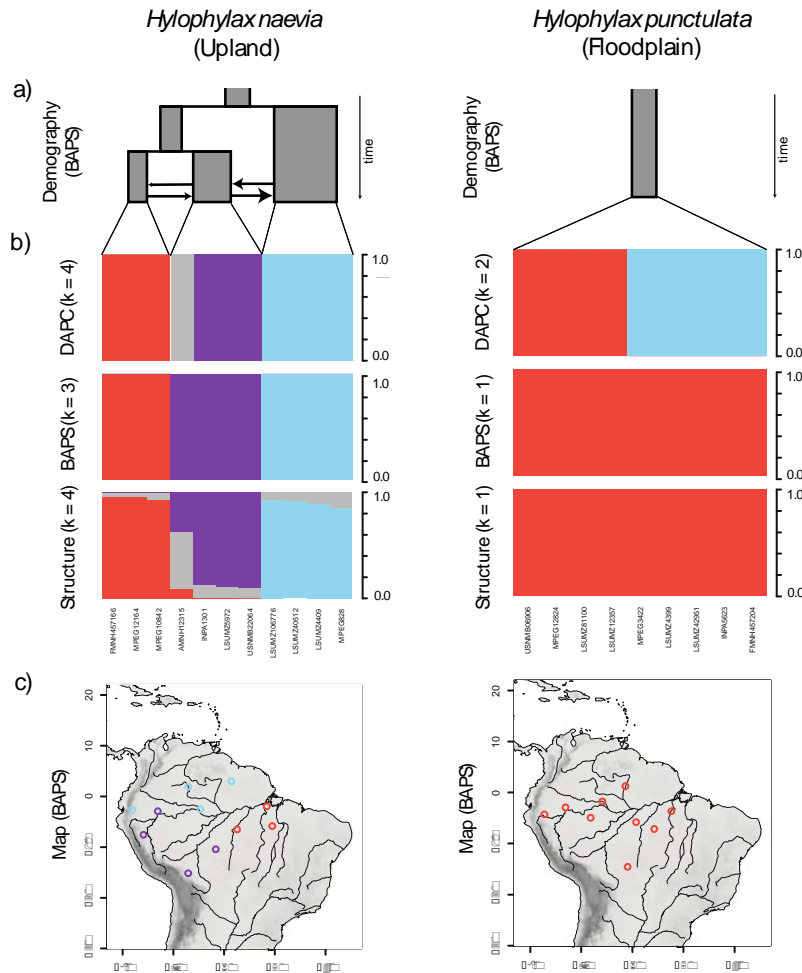 Hylophylax naevia
(Upland)
Hylophylax punctulata
(Floodplain)
a)
Demography
(BAPS)
time
Demography
(BAPS)
time
b)
DAPC (k = 4)
1.0
0.0
DAPC (k = 2)
1.0
0.0
BAPS (k = 3)
1.0
0.0
BAPS (k = 1)
1.0
0.0
Structure (k = 4)
1.0
0.0
Structure (k = 1)
1.0
0.0
FMNH457166
MPEG12164
MPEG10842
AMNH12315
INPA1301
LSUMZ5972
USNMB22064
LSUMZ106776
LSUMZ40512
LSUMZ4409
MPEG828
USNMB06906
MPEG12824
LSUMZ81100
LSUMZ12357
MPEG3422
LSUMZ4399
LSUMZ42951
INPA5623
FMNH457204
c)
Map (BAPS)
20
10
0
Map (BAPS)
20
10
0